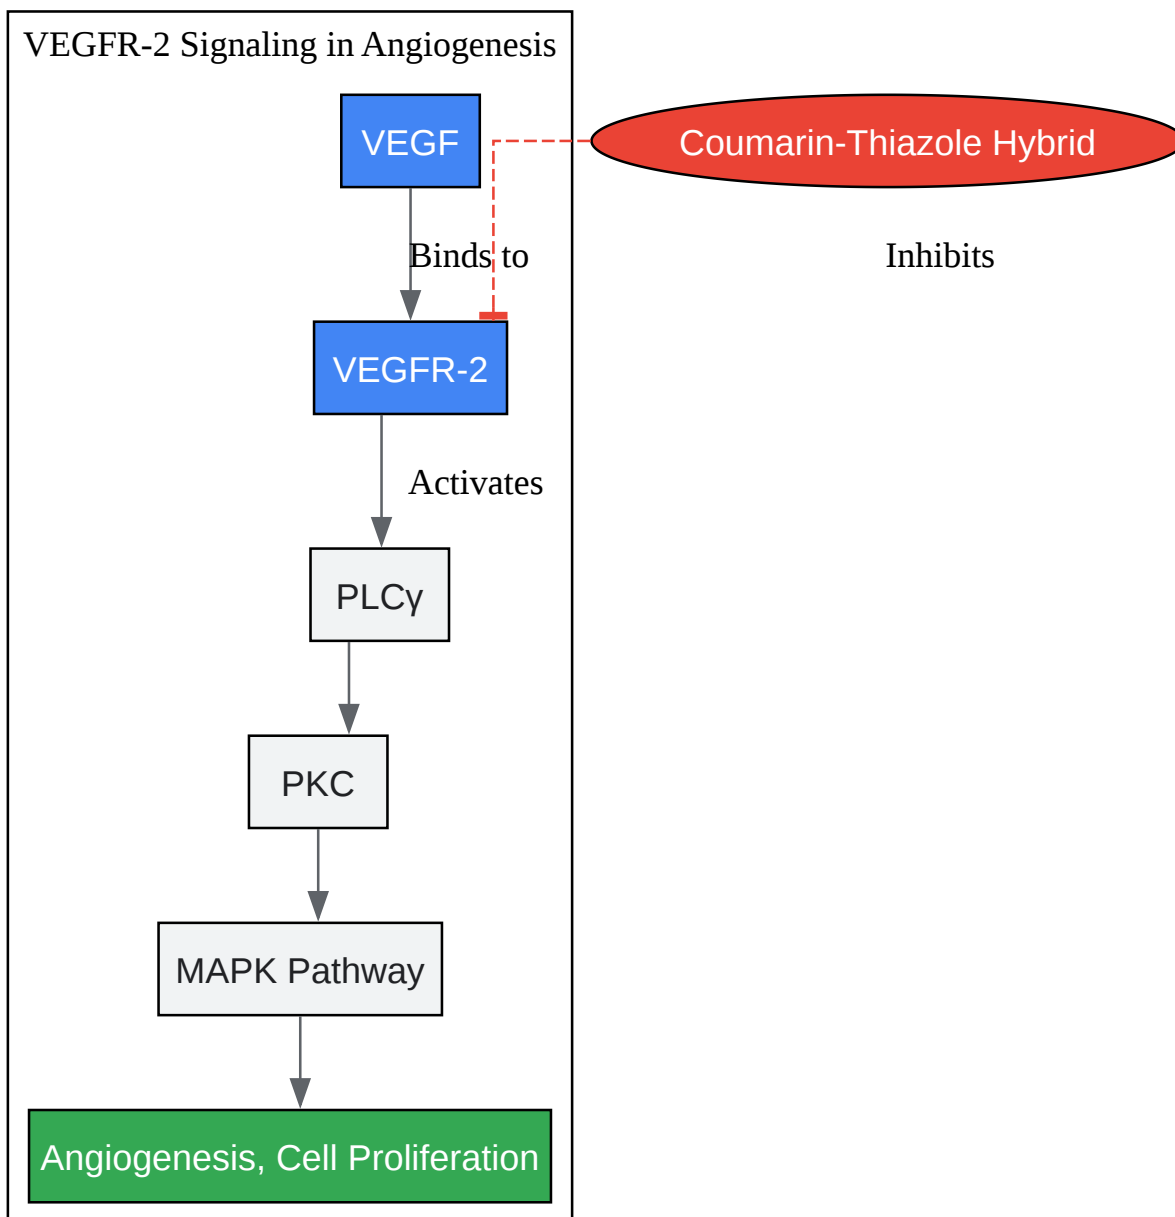 VEGFR-2 Signaling in Angiogenesis
VEGF
Coumarin-Thiazole Hybrid
Binds to
Inhibits
VEGFR-2
Activates
PLCγ
PKC
MAPK Pathway
Angiogenesis, Cell Proliferation